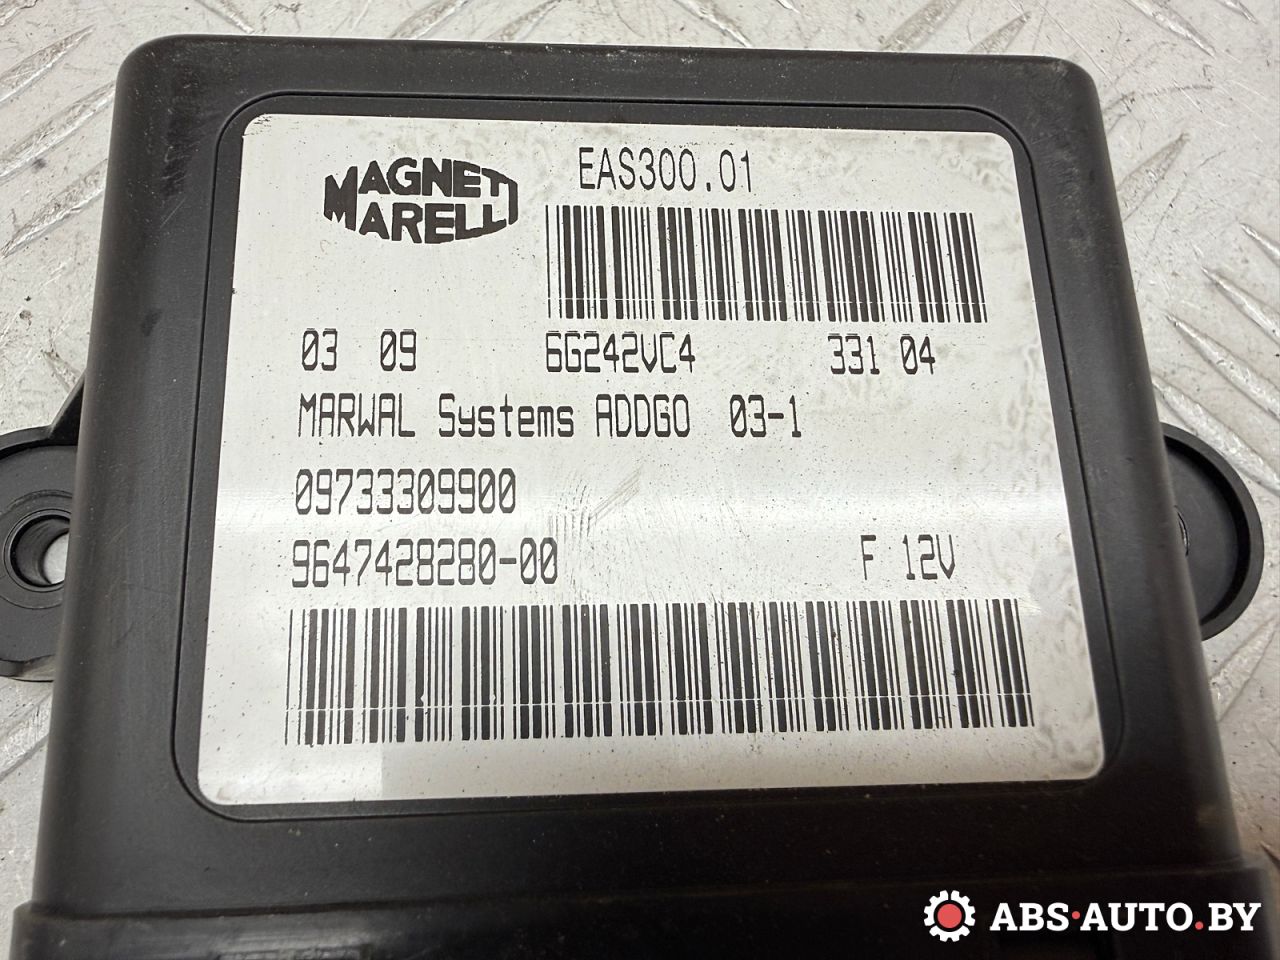 MAGNETI
MARELLI
EAS300.01
03 09 6G242VC4 331 04
MARWAL Systems ADDGO 03-1
09733309900
9647428280-00 F 12V
ABS·AUTO.BY